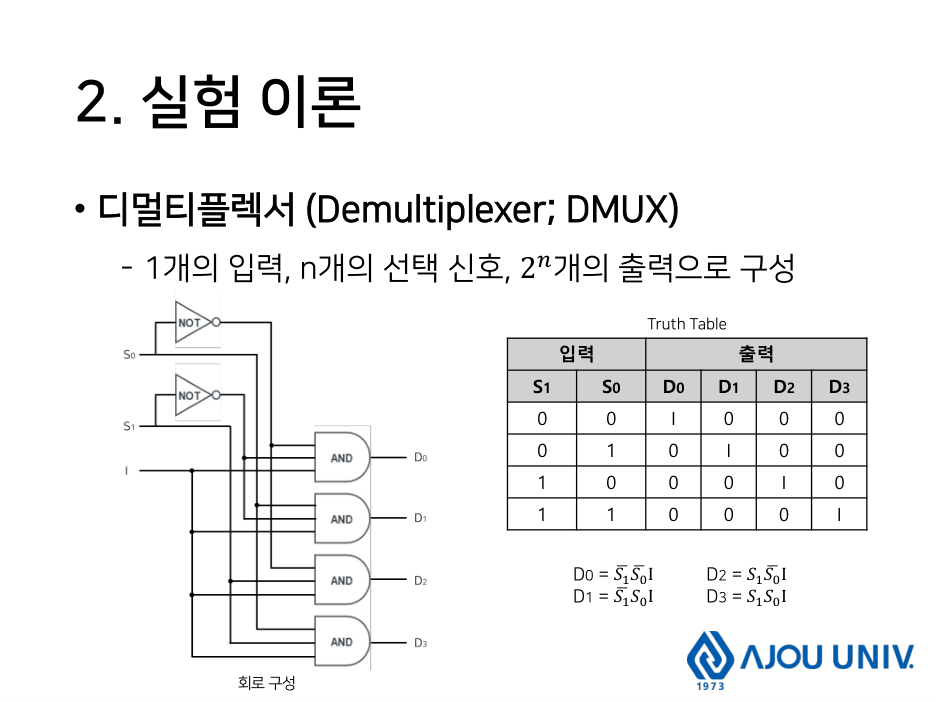 2. 실험 이론
• 디멀티플렉서 (Demultiplexer; DMUX)
- 1개의 입력, n개의 선택 신호, 2ⁿ개의 출력으로 구성
NOT
S0
NOT
S1
I
AND
D0
AND
D1
AND
D2
AND
D3
회로 구성
Truth Table
입력 출력
S1 S0 D0 D1 D2 D3
0 0 I 0 0 0
0 1 0 I 0 0
1 0 0 0 I 0
1 1 0 0 0 I
D0 = S̅₁S̅₀I D2 = S₁S̅₀I
D1 = S̅₁S₀I D3 = S₁S₀I
AJOU UNIV.
1973